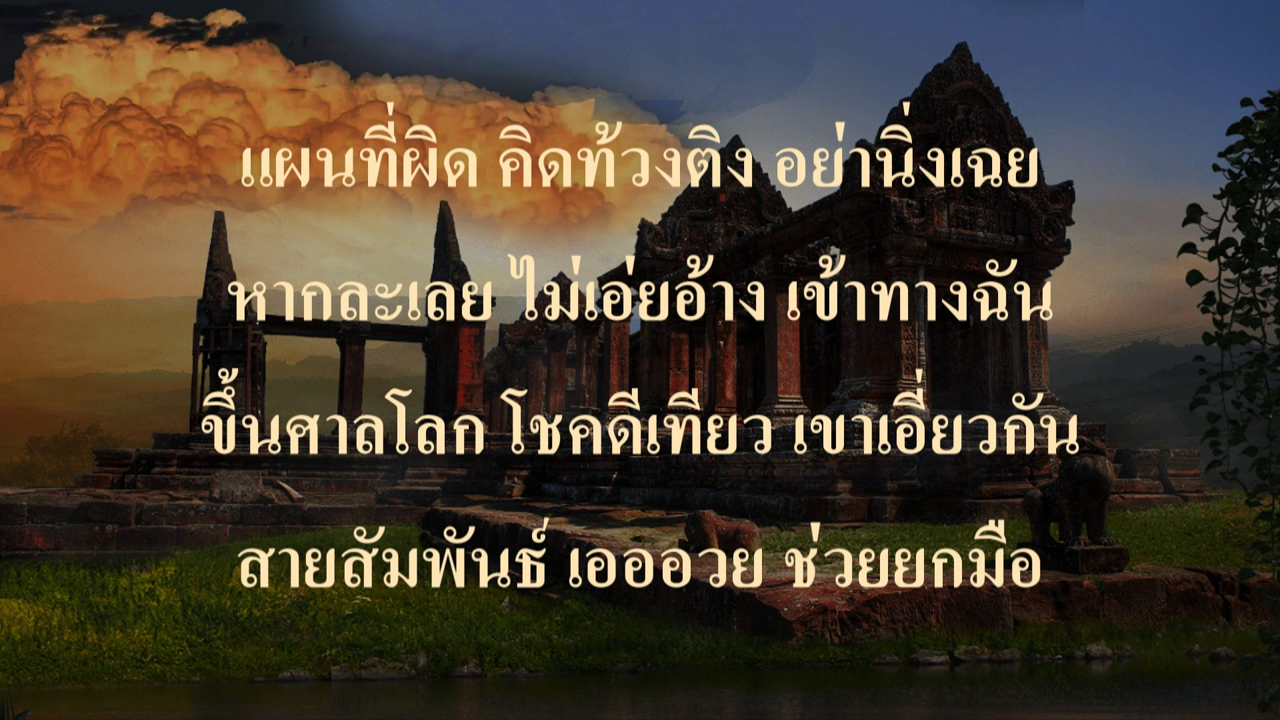 แผนที่ผิด คิดท้วงติง อย่านิ่งเฉย
หากละเลย ไม่เอ่ยอ้าง เข้าทางฉัน
ขึ้นศาลโลก โชคดีเทียว เขาเอี่ยวกัน
สายสัมพันธ์ เอออวย ช่วยยกมือ